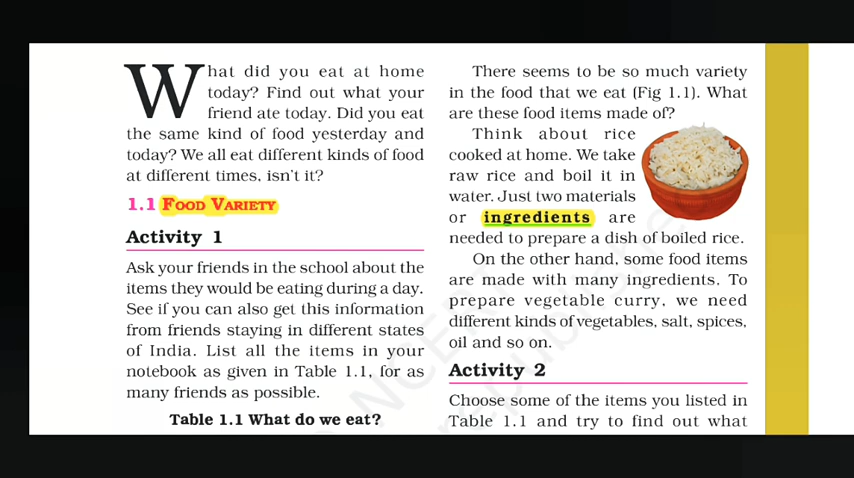 What did you eat at home
today? Find out what your
friend ate today. Did you eat
the same kind of food yesterday and
today? We all eat different kinds of food
at different times, isn't it?
1.1 FOOD VARIETY
Activity 1
Ask your friends in the school about the
items they would be eating during a day.
See if you can also get this information
from friends staying in different states
of India. List all the items in your
notebook as given in Table 1.1, for as
many friends as possible.
Table 1.1 What do we eat?
There seems to be so much variety
in the food that we eat (Fig 1.1). What
are these food items made of?
Think about rice
cooked at home. We take
raw rice and boil it in
water. Just two materials
or ingredients are
needed to prepare a dish of boiled rice.
On the other hand, some food items
are made with many ingredients. To
prepare vegetable curry, we need
different kinds of vegetables, salt, spices,
oil and so on.
Activity 2
Choose some of the items you listed in
Table 1.1 and try to find out what